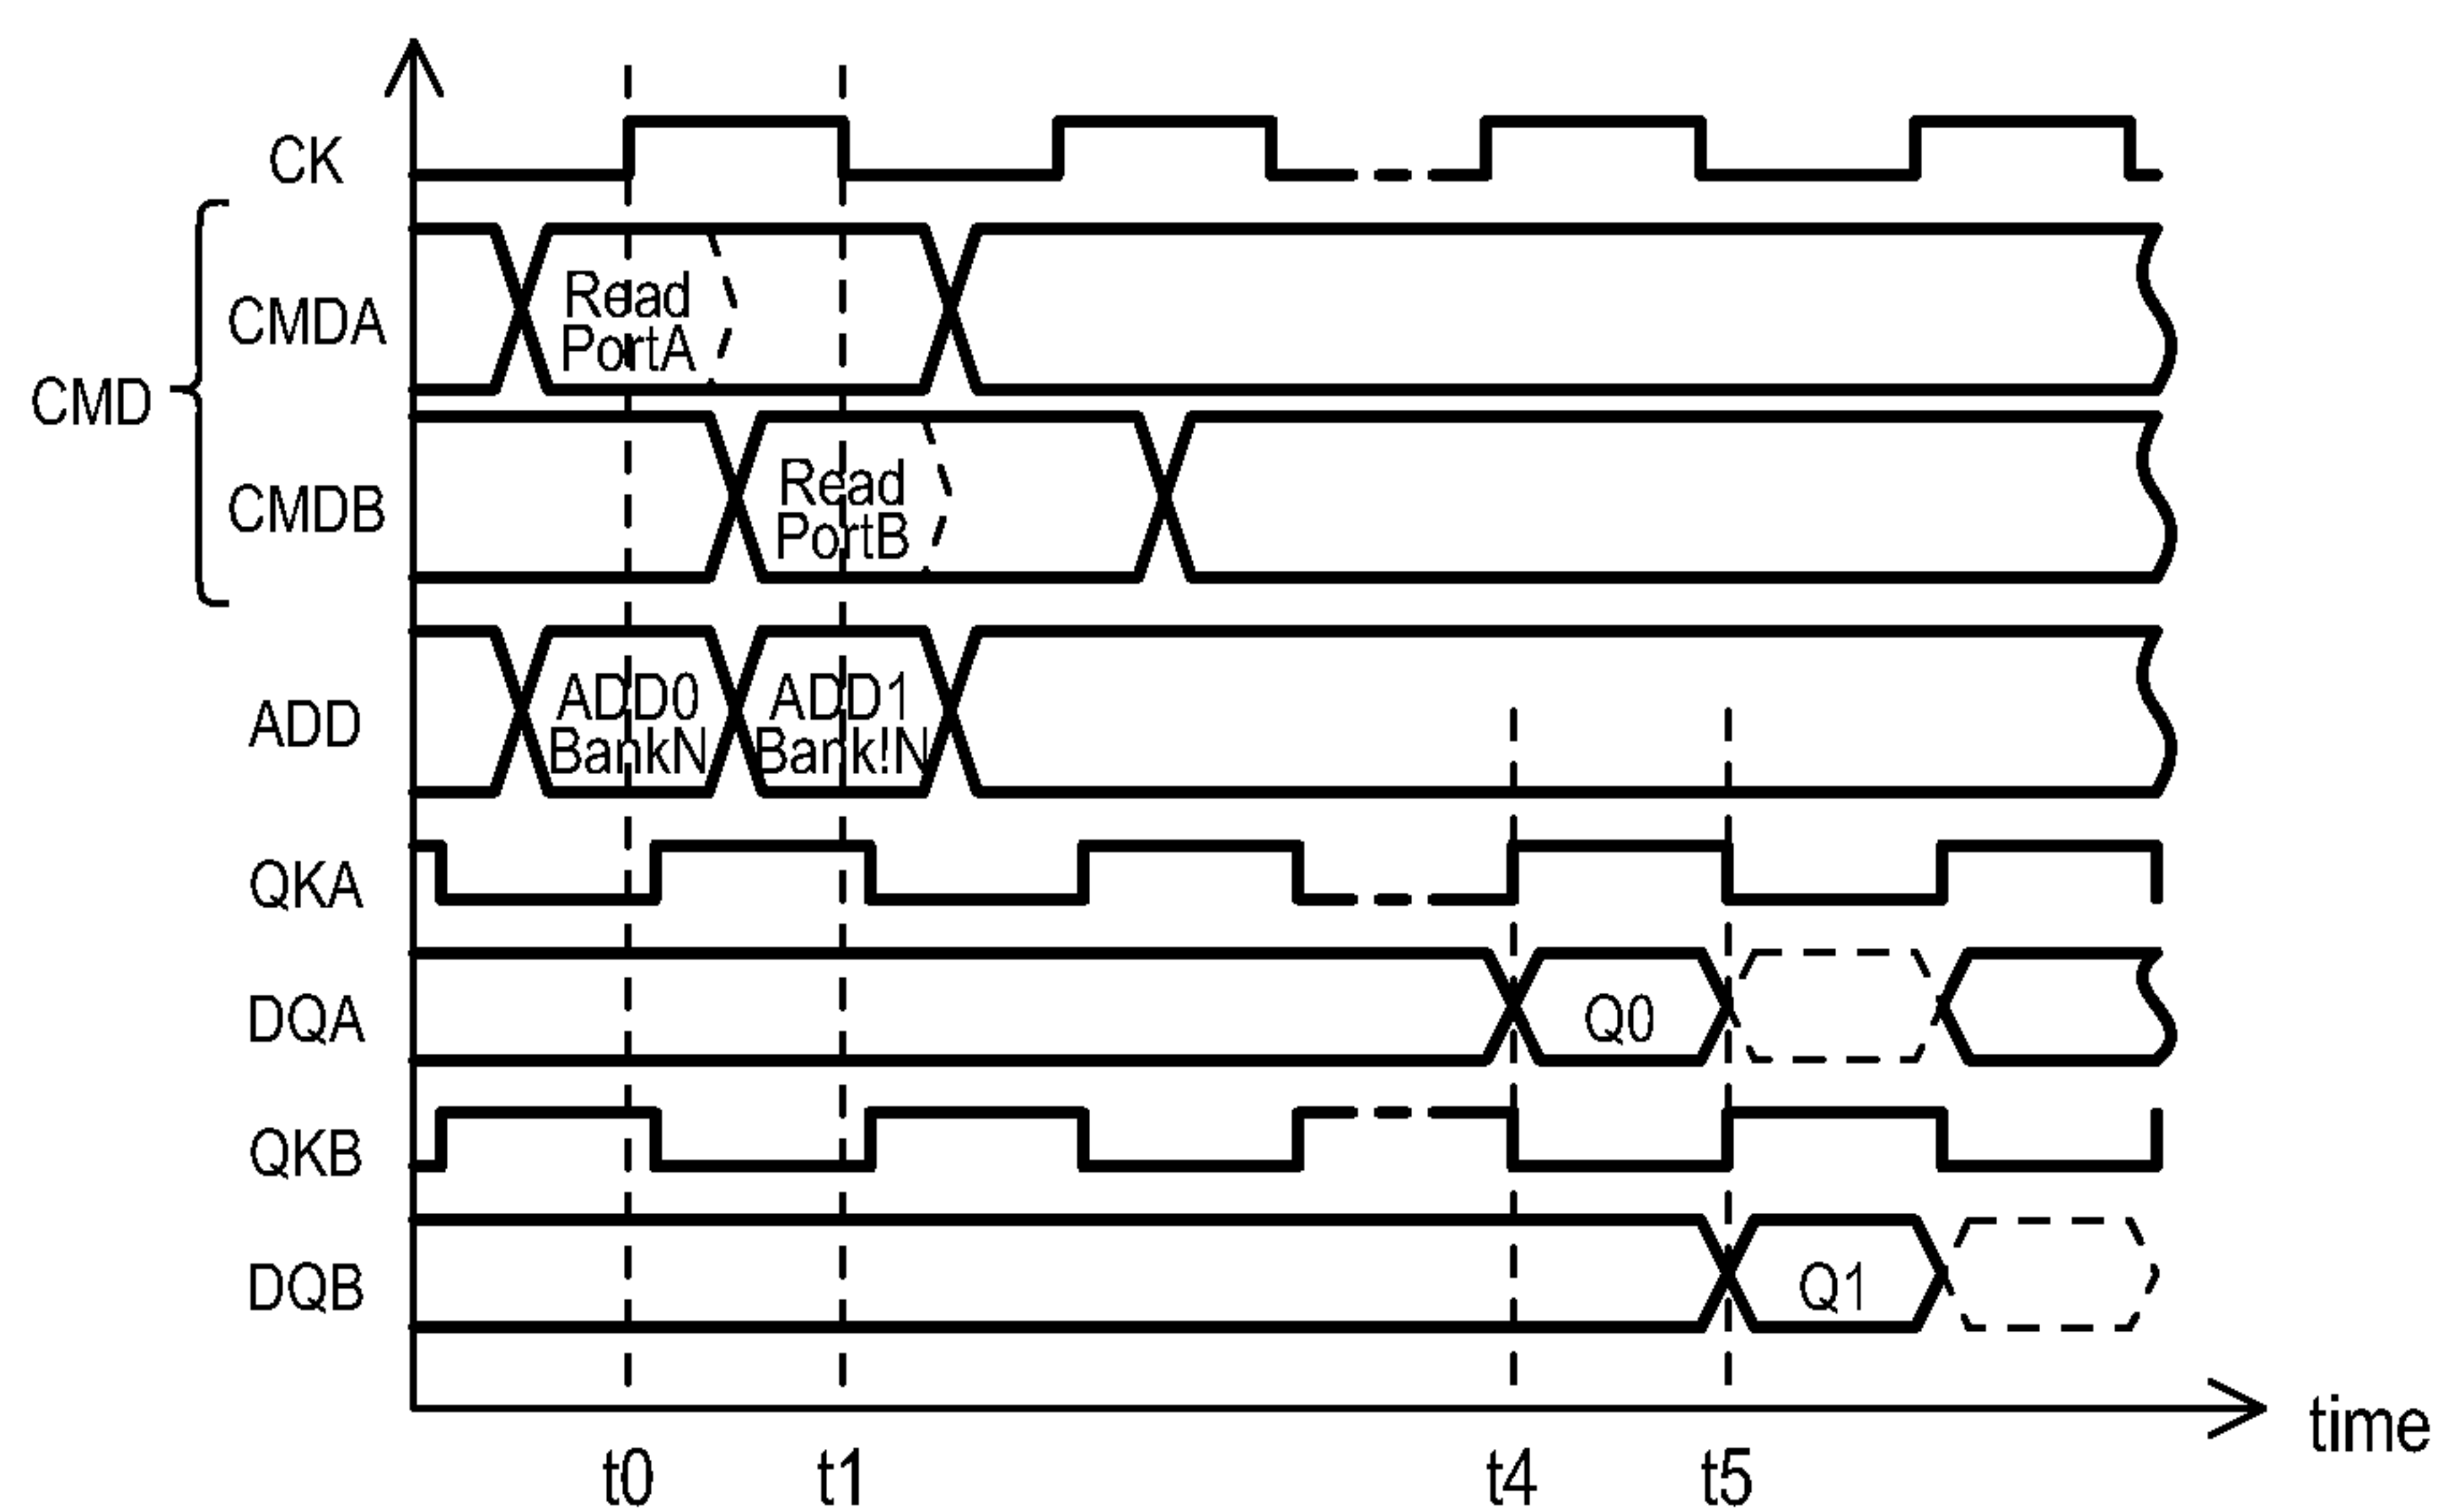 CK
CMD
CMDA
Read
PortA
CMDB
Read
PortB
ADD
ADD0
BankN
ADD1
Bank!N
QKA
DQA
Q0
QKB
DQB
Q1
time
t0
t1
t4
t5